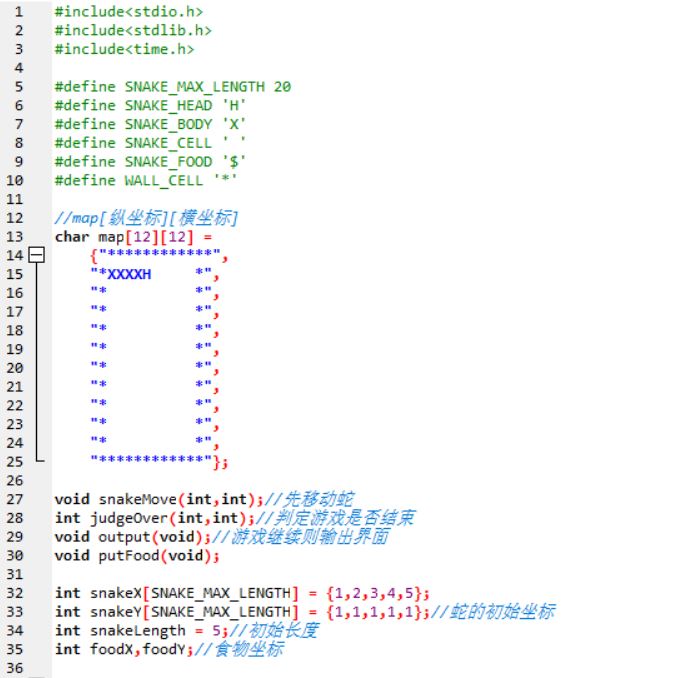 1 #include<stdio.h>
2 #include<stdlib.h>
3 #include<time.h>
4
5 #define SNAKE_MAX_LENGTH 20
6 #define SNAKE_HEAD 'H'
7 #define SNAKE_BODY 'X'
8 #define SNAKE_CELL ' '
9 #define SNAKE_FOOD '$'
10 #define WALL_CELL '*'
11
12 //map[纵坐标][横坐标]
13 char map[12][12] =
14     {"************",
15     "*XXXXH     *",
16     "*          *",
17     "*          *",
18     "*          *",
19     "*          *",
20     "*          *",
21     "*          *",
22     "*          *",
23     "*          *",
24     "*          *",
25     "************"};
26
27 void snakeMove(int,int);//先移动蛇
28 int judgeOver(int,int);//判定游戏是否结束
29 void output(void);//游戏继续则输出界面
30 void putFood(void);
31
32 int snakeX[SNAKE_MAX_LENGTH] = {1,2,3,4,5};
33 int snakeY[SNAKE_MAX_LENGTH] = {1,1,1,1,1};//蛇的初始坐标
34 int snakeLength = 5;//初始长度
35 int foodX,foodY;//食物坐标
36